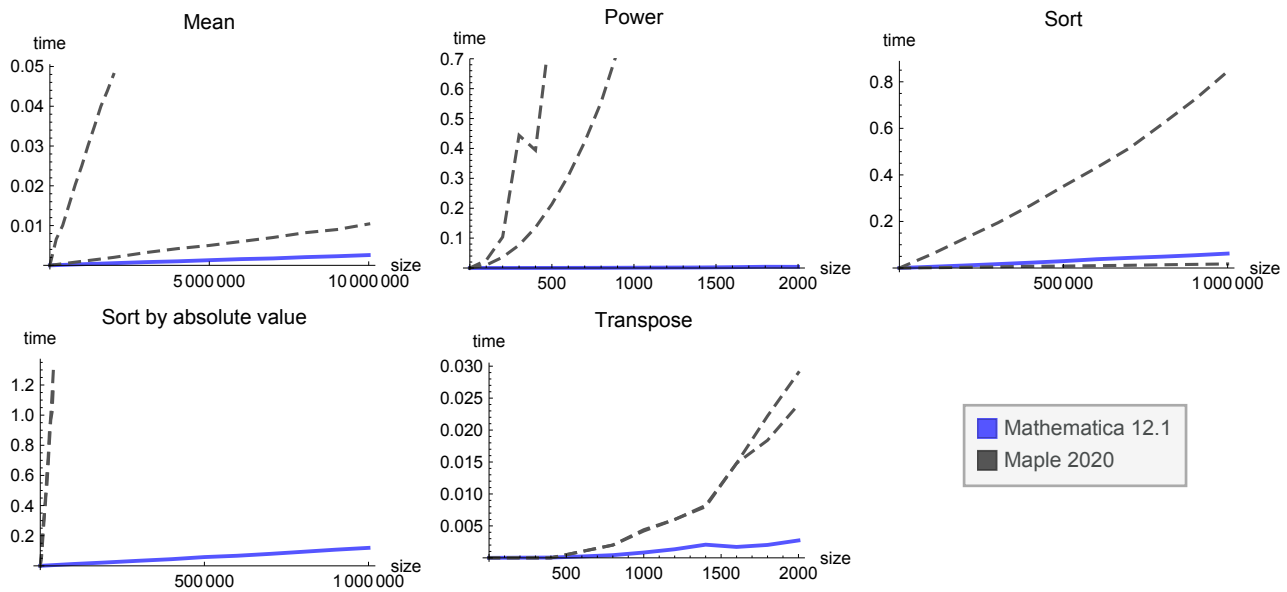 Mean
time
0.05
0.04
0.03
0.02
0.01
5 000 000
10 000 000
size
Power
time
0.7
0.6
0.5
0.4
0.3
0.2
0.1
500
1000
1500
2000
size
Sort
time
0.8
0.6
0.4
0.2
500 000
1 000 000
size
Sort by absolute value
time
1.2
1.0
0.8
0.6
0.4
0.2
500 000
1 000 000
size
Transpose
time
0.030
0.025
0.020
0.015
0.010
0.005
500
1000
1500
2000
size
Mathematica 12.1
Maple 2020